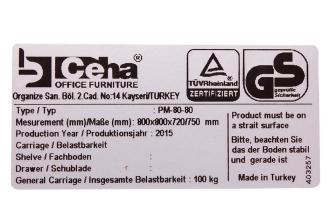 Ceha
OFFICE FURNITURE
Organize San. Böl. 2.Cad. No:14 Kayseri/TURKEY
TÜVRheinland
ZERTIFIZIERT
GS
geprüfte
Sicherheit
Type / Typ : PM-80-80
Mesurement (mm)/Maße (mm): 800x800x720/750 mm
Production Year / Produktionsjahr : 2015
Carriage / Belastbarkeit :
Shelve / Fachboden :
Drawer / Schublade :
General Carriage / Insgesamte Belastbarkeit : 100 kg
Product must be on
a strait surface
Bitte, beachten Sie
das der Boden stabil
und gerade ist
Made in Turkey
403257